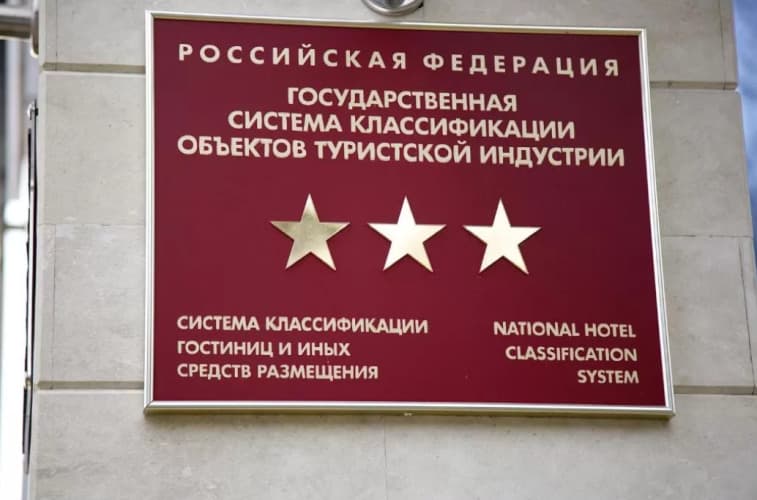 РОССИЙСКАЯ ФЕДЕРАЦИЯ
ГОСУДАРСТВЕННАЯ
СИСТЕМА КЛАССИФИКАЦИИ
ОБЪЕКТОВ ТУРИСТСКОЙ ИНДУСТРИИ
СИСТЕМА КЛАССИФИКАЦИИ
ГОСТИНИЦ И ИНЫХ
СРЕДСТВ РАЗМЕЩЕНИЯ
NATIONAL HOTEL
CLASSIFICATION
SYSTEM